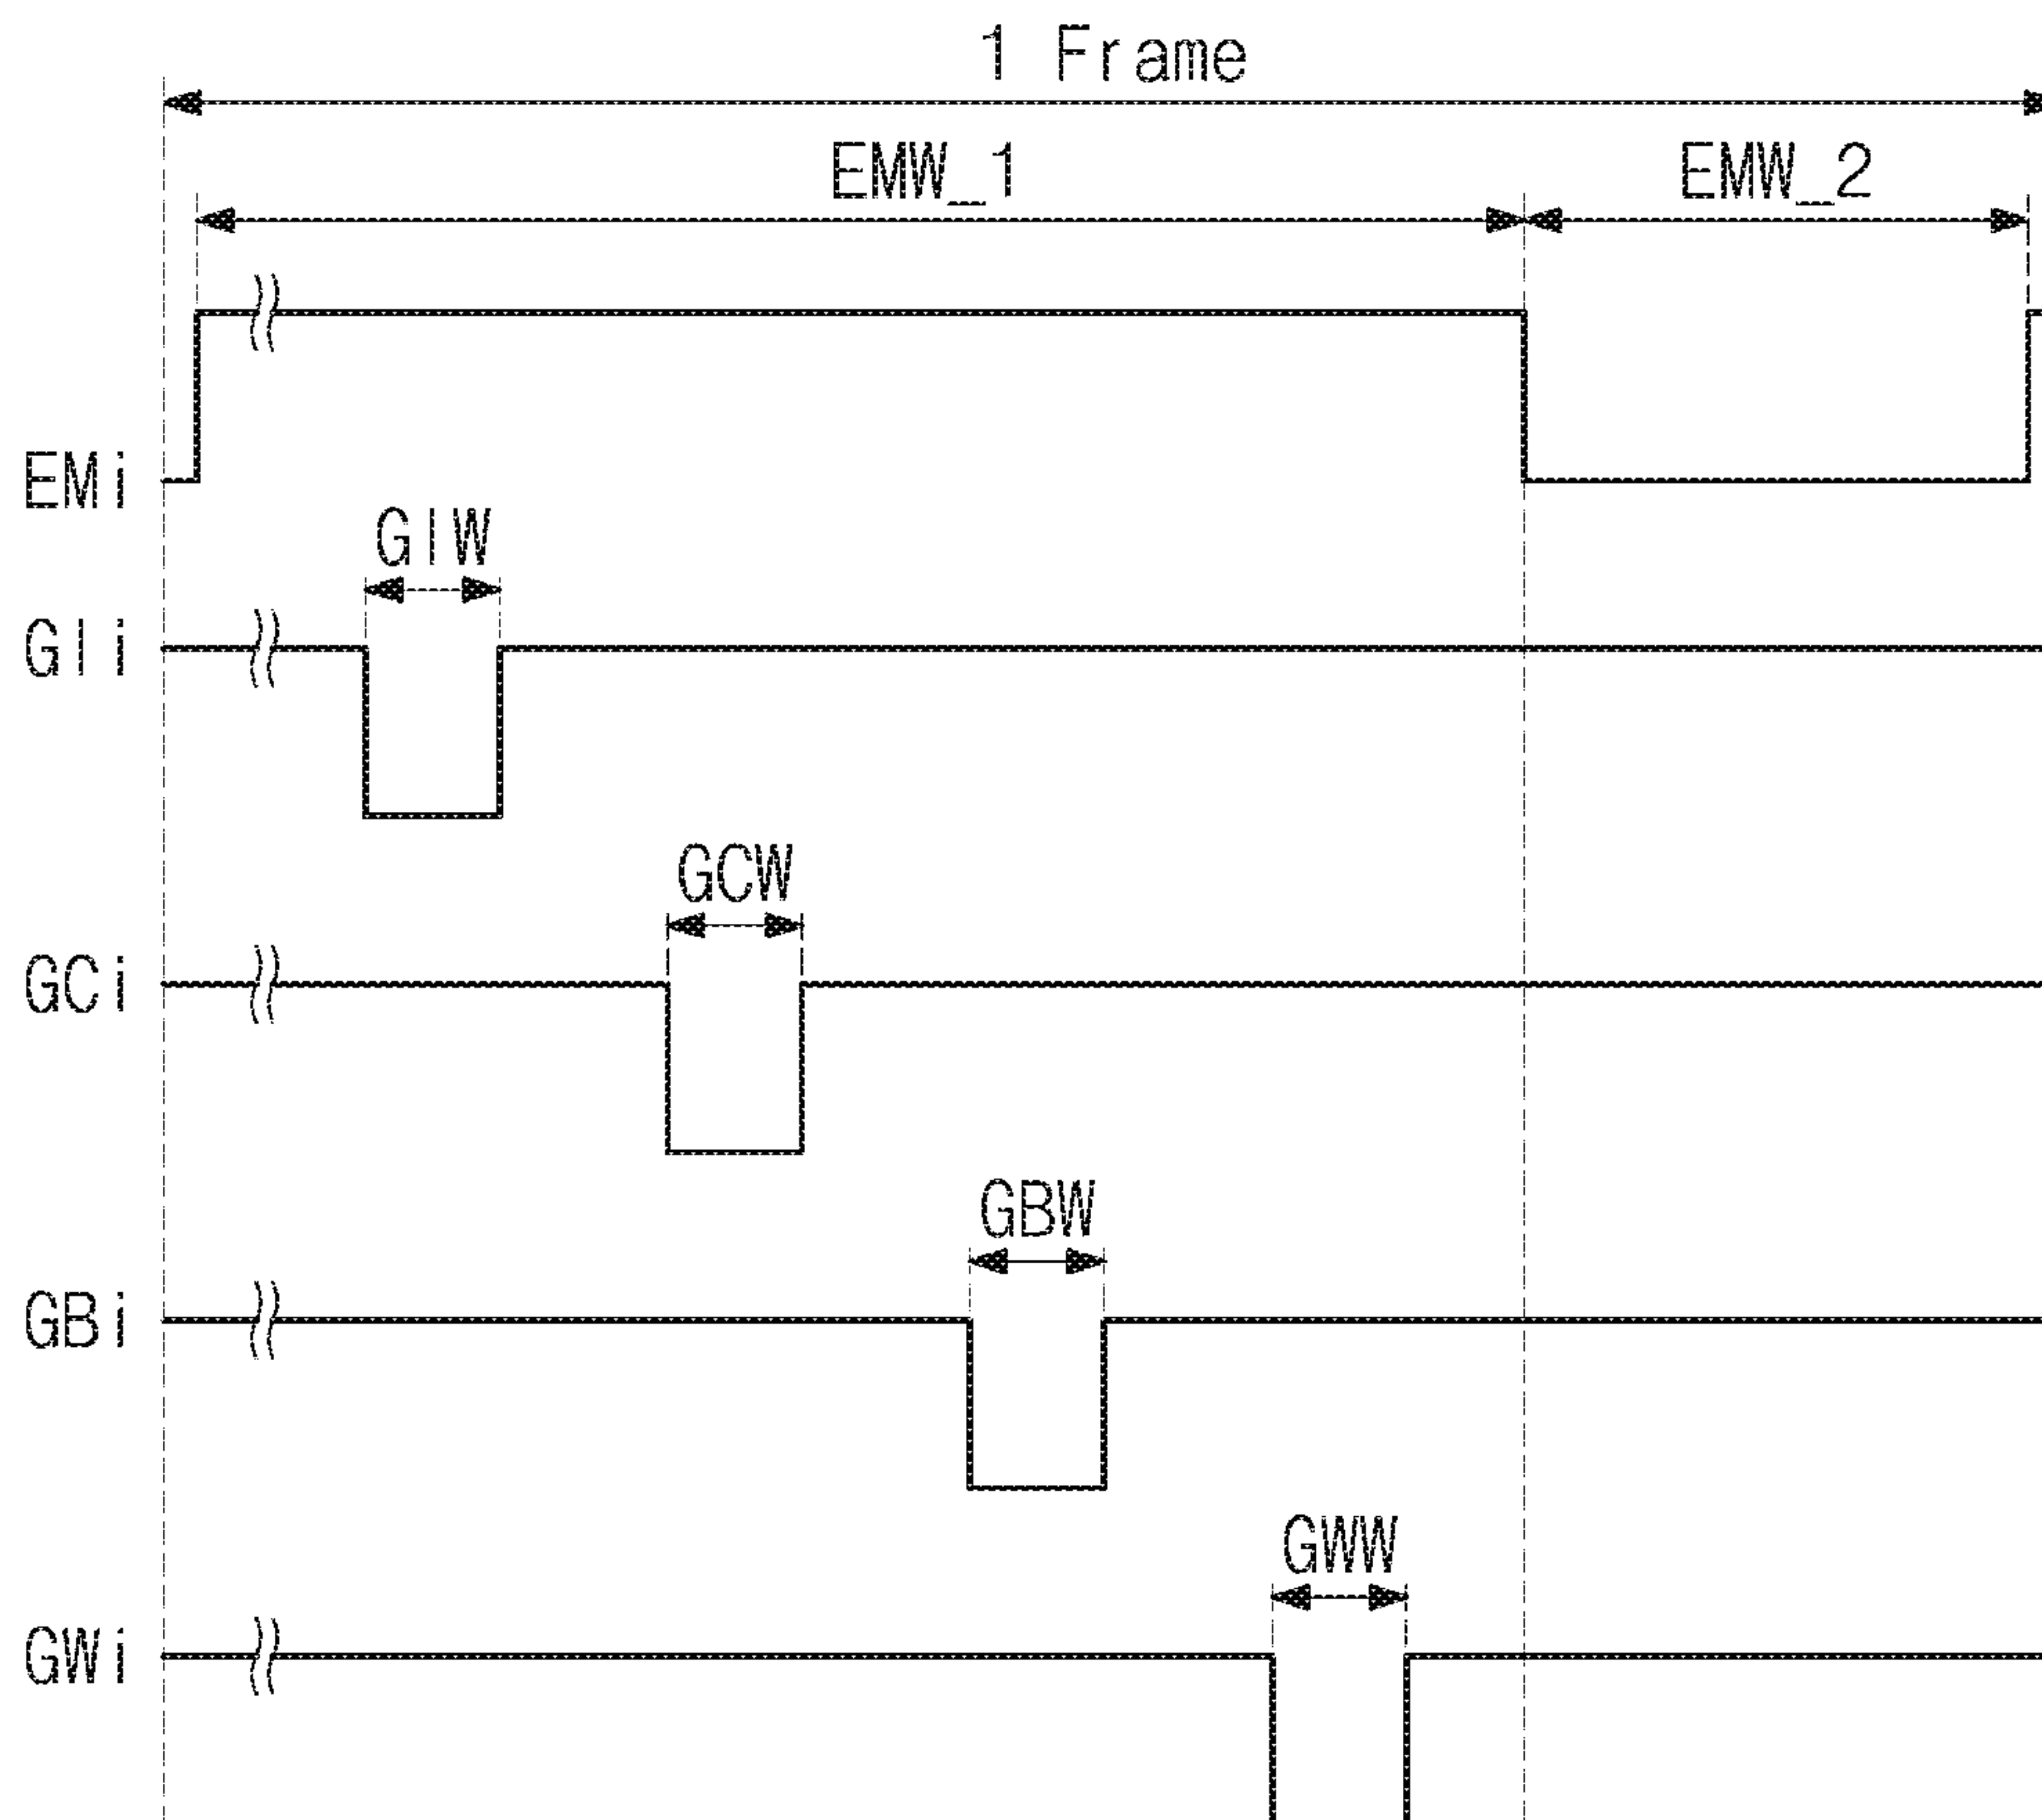 1 Frame
EMW_1 EMW_2
EMi
GIW
GIi
GCW
GCi
GBW
GBi
GWW
GWi